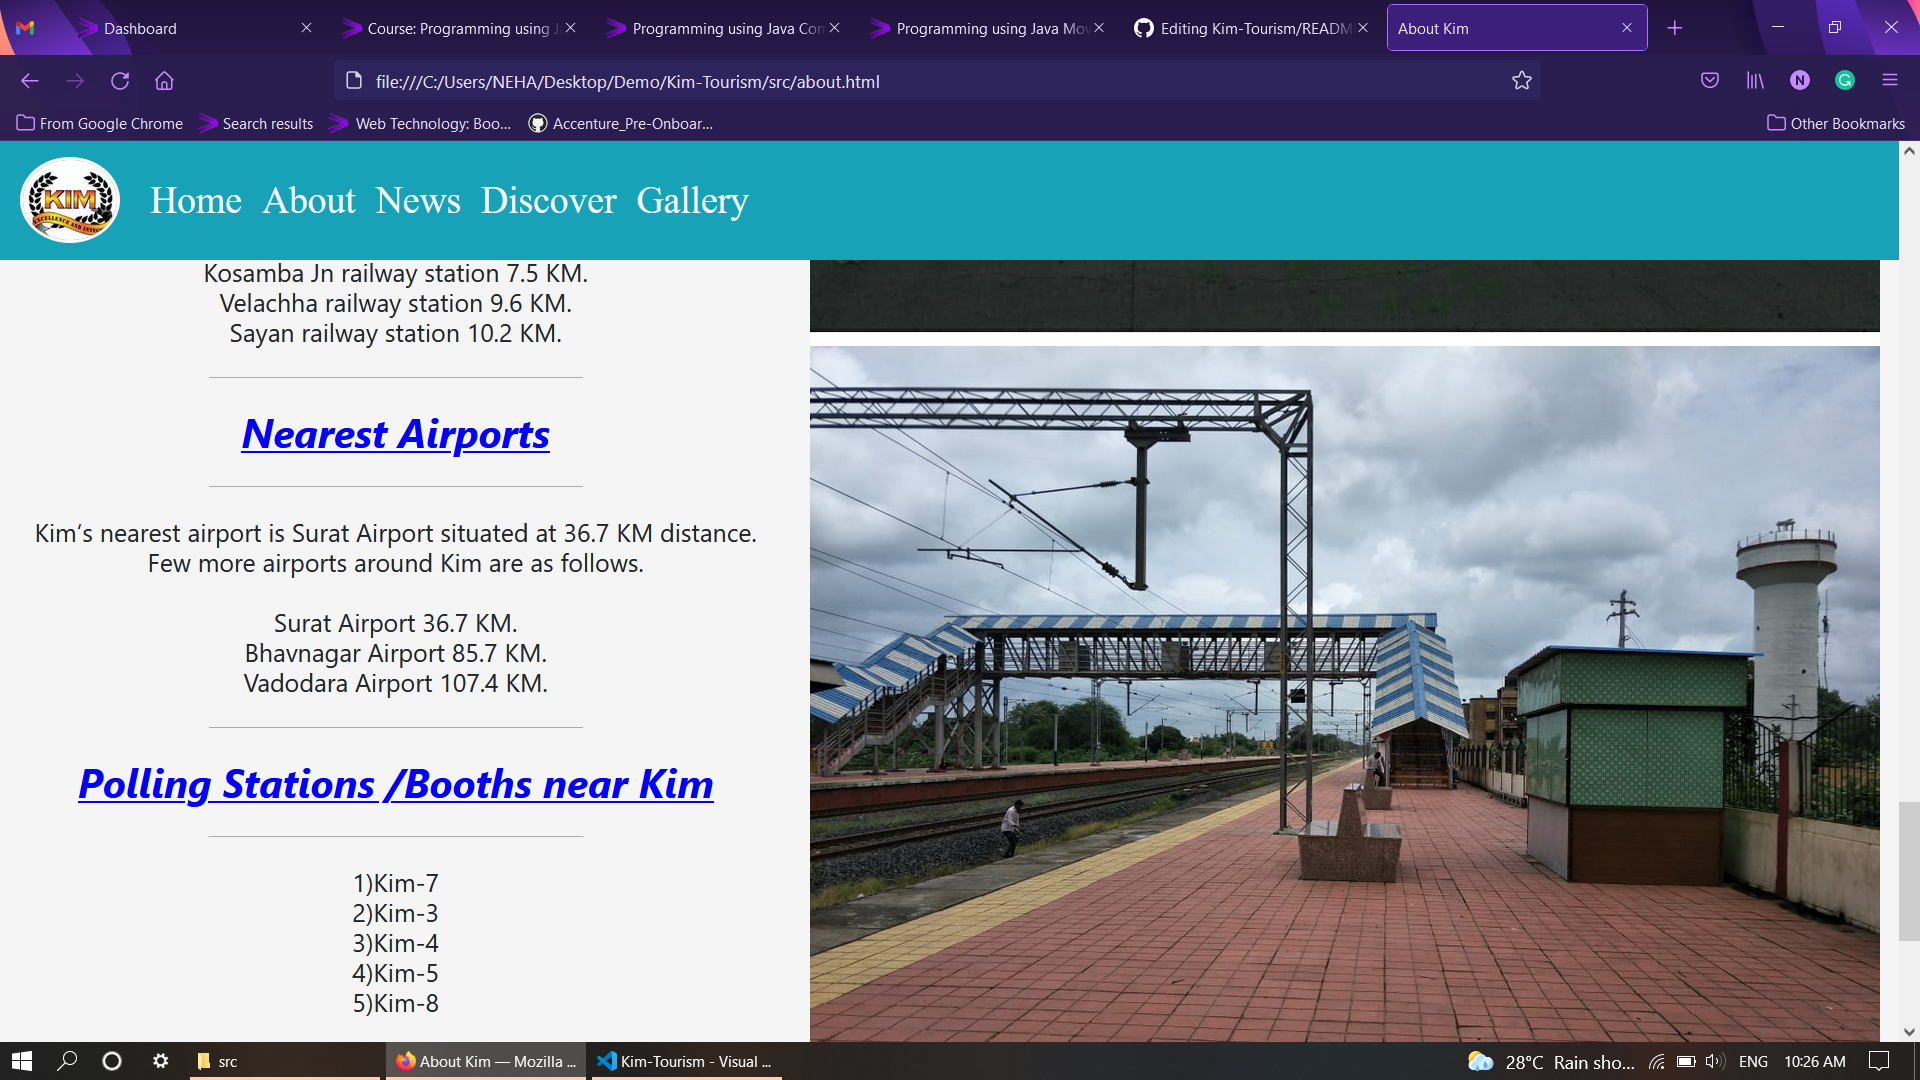 Dashboard
Course: Programming using J
Programming using Java Con
Programming using Java Mov
Editing Kim-Tourism/READM
About Kim
file:///C:/Users/NEHA/Desktop/Demo/Kim-Tourism/src/about.html
N
From Google Chrome
Search results
Web Technology: Boo...
Accenture_Pre-Onboar...
Other Bookmarks
KIM
EXCELLENCE AND INTEG
Home
About
News
Discover
Gallery
Kosamba Jn railway station 7.5 KM.
Velachha railway station 9.6 KM.
Sayan railway station 10.2 KM.
Nearest Airports
Kim‘s nearest airport is Surat Airport situated at 36.7 KM distance.
Few more airports around Kim are as follows.
Surat Airport 36.7 KM.
Bhavnagar Airport 85.7 KM.
Vadodara Airport 107.4 KM.
Polling Stations /Booths near Kim
1)Kim-7
2)Kim-3
3)Kim-4
4)Kim-5
5)Kim-8
src
About Kim — Mozilla ...
Kim-Tourism - Visual ...
28°C Rain sho...
ENG
10:26 AM